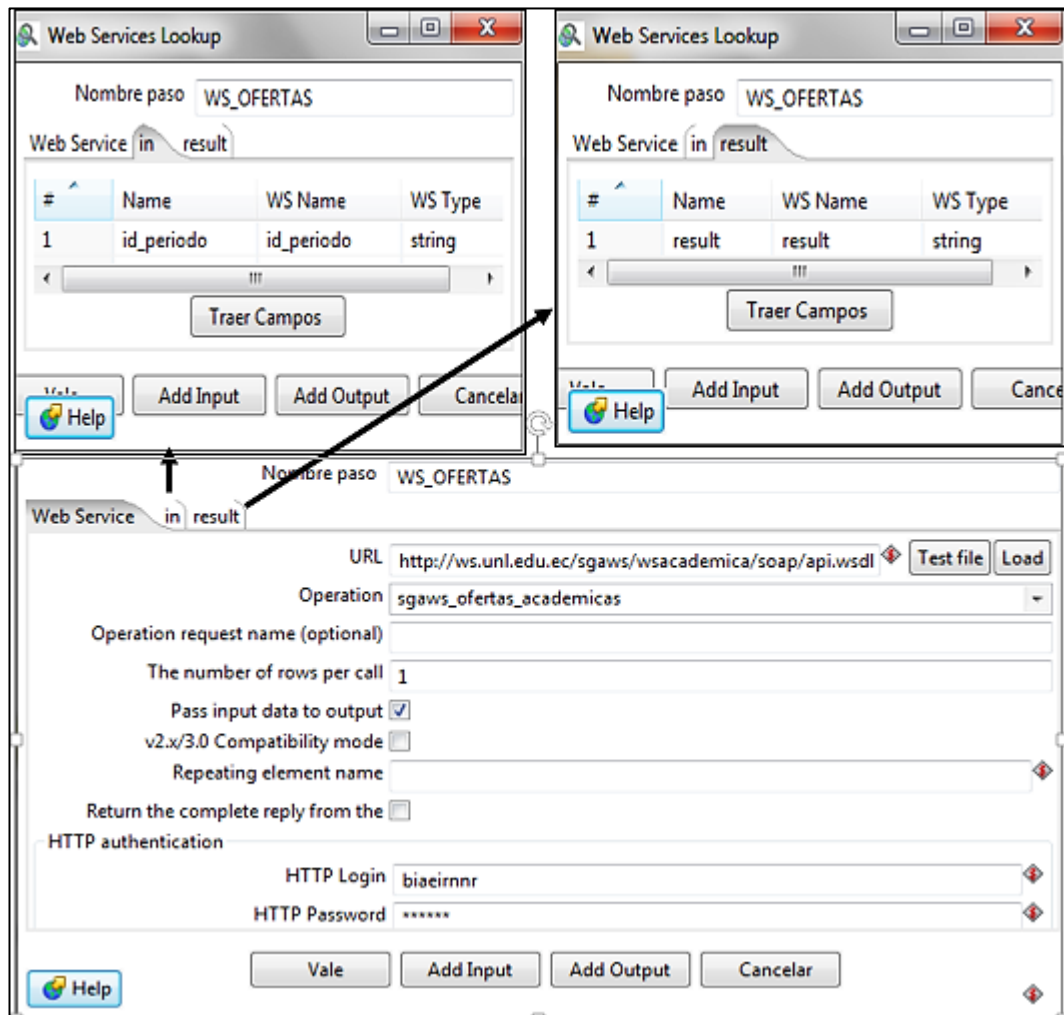 Web Services Lookup
Nombre paso WS_OFERTAS
Web Service in result
# Name WS Name WS Type
1 id_periodo id_periodo string
Traer Campos
Vale Add Input Add Output Cancelar
Help
Web Services Lookup
Nombre paso WS_OFERTAS
Web Service in result
# Name WS Name WS Type
1 result result string
Traer Campos
Add Input Add Output Cance
Help
Nombre paso WS_OFERTAS
Web Service in result
URL http://ws.unl.edu.ec/sgaws/wsacademica/soap/api.wsdl Test file Load
Operation sgaws_ofertas_academicas
Operation request name (optional)
The number of rows per call 1
Pass input data to output
v2.x/3.0 Compatibility mode
Repeating element name
Return the complete reply from the
HTTP authentication
HTTP Login biaeirnnr
HTTP Password ******
Vale Add Input Add Output Cancelar
Help